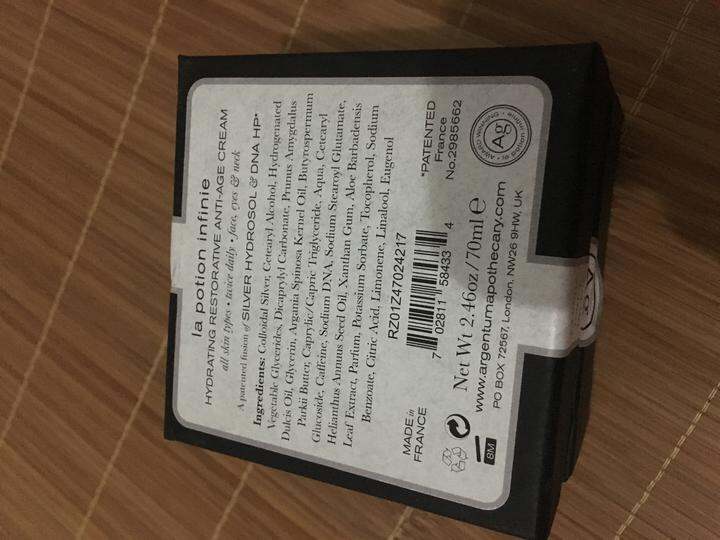 la potion infinie
HYDRATING RESTORATIVE ANTI-AGE CREAM
all skin types • twice daily • face, eyes & neck
A patented fusion of SILVER HYDROSOL & DNA HP*
Ingredients: Colloidal Silver, Cetearyl Alcohol, Hydrogenated
Vegetable Glycerides, Dicaprylyl Carbonate, Prunus Amygdalus
Dulcis Oil, Glycerin, Argania Spinosa Kernel Oil, Butyrospermum
Parkii Butter, Caprylic/Capric Triglyceride, Aqua, Cetearyl
Glucoside, Caffeine, Sodium DNA, Sodium Stearoyl Glutamate,
Helianthus Annuus Seed Oil, Xanthan Gum, Aloe Barbadensis
Leaf Extract, Parfum, Potassium Sorbate, Tocopherol, Sodium
Benzoate, Citric Acid, Limonene, Linalool, Eugenol
RZ01Z47024217
7 02811 58433 4
MADE in
FRANCE
*PATENTED
France
No.2985662
8M
Net Wt 2.46oz/70ml e
www.argentumapothecary.com
PO BOX 72567, London, NW26 9HW, UK
Ag